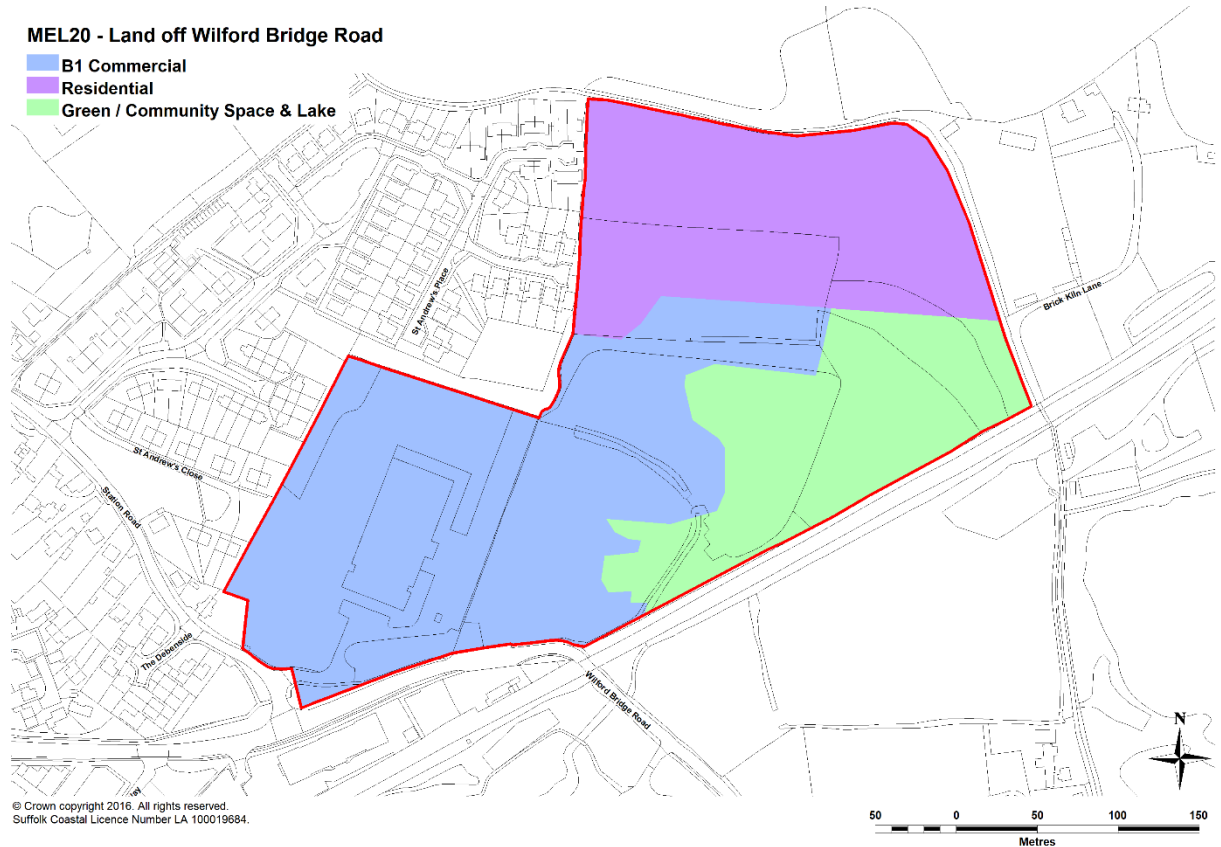 MEL20 - Land off Wilford Bridge Road
B1 Commercial
Residential
Green / Community Space & Lake
St Andrew's Place
Brick Kiln Lane
St Andrew's Close
Station Road
The Debenside
Wilford Bridge Road
N
© Crown copyright 2016. All rights reserved.
Suffolk Coastal Licence Number LA 100019684.
50 0 50 100 150
Metres